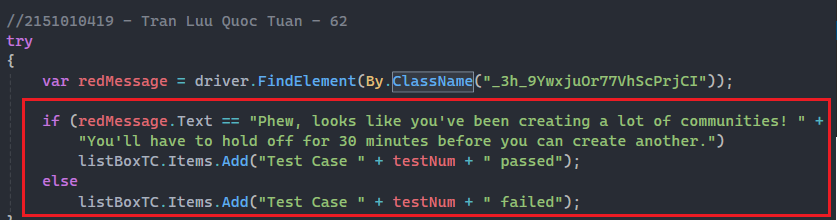 //2151010419 - Tran Luu Quoc Tuan - 62
try
{
var redMessage = driver.FindElement(By.ClassName("_3h_9YwxjuOr77VhScPrjCI"));
if (redMessage.Text == "Phew, looks like you've been creating a lot of communities! " +
"You'll have to hold off for 30 minutes before you can create another.")
listBoxTC.Items.Add("Test Case " + testNum + " passed");
else
listBoxTC.Items.Add("Test Case " + testNum + " failed");
}